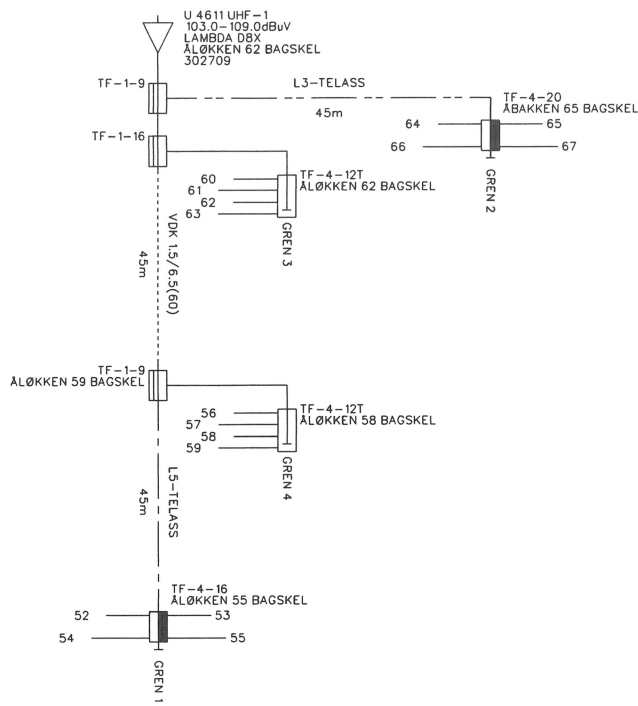 U 4611 UHF-1
103.0-109.0dBuV
LAMBDA D8X
ÅLØKKEN 62 BAGSKEL
302709
TF-1-9
L3-TELASS
45m
TF-4-20
ÅBAKKEN 65 BAGSKEL
64
65
66
67
GREN 2
TF-1-16
TF-4-12T
ÅLØKKEN 62 BAGSKEL
60
61
62
63
GREN 3
VDK 1.5/6.5(60)
45m
TF-1-9
ÅLØKKEN 59 BAGSKEL
TF-4-12T
ÅLØKKEN 58 BAGSKEL
56
57
58
59
GREN 4
L5-TELASS
45m
TF-4-16
ÅLØKKEN 55 BAGSKEL
52
53
54
55
GREN 1